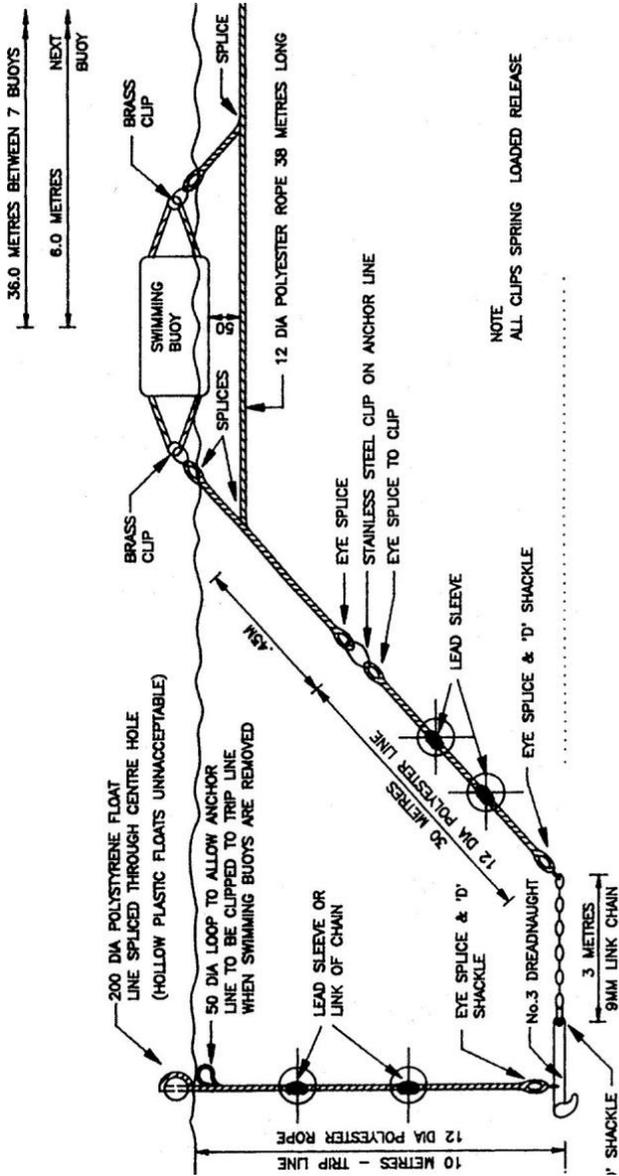 36.0 METRES BETWEEN 7 BUOYS
6.0 METRES
NEXT
BUOY
BRASS
CLIP
SPLICE
SWIMMING
BUOY
50
SPLICES
12 DIA POLYESTER ROPE 38 METRES LONG
BRASS
CLIP
.45M
EYE SPLICE
STAINLESS STEEL CLIP ON ANCHOR LINE
EYE SPLICE TO CLIP
LEAD SLEEVE
30 METRES
12 DIA POLYESTER LINE
EYE SPLICE & 'D' SHACKLE
NOTE
ALL CLIPS SPRING LOADED RELEASE
200 DIA POLYSTYRENE FLOAT
LINE SPLICED THROUGH CENTRE HOLE
(HOLLOW PLASTIC FLOATS UNNACCEPTABLE)
50 DIA LOOP TO ALLOW ANCHOR
LINE TO BE CLIPPED TO TRIP LINE
WHEN SWIMMING BUOYS ARE REMOVED
LEAD SLEEVE OR
LINK OF CHAIN
EYE SPLICE & 'D'
SHACKLE
No.3 DREADNAUGHT
3 METRES
9MM LINK CHAIN
10 METRES - TRIP LINE
12 DIA POLYESTER ROPE
D' SHACKLE